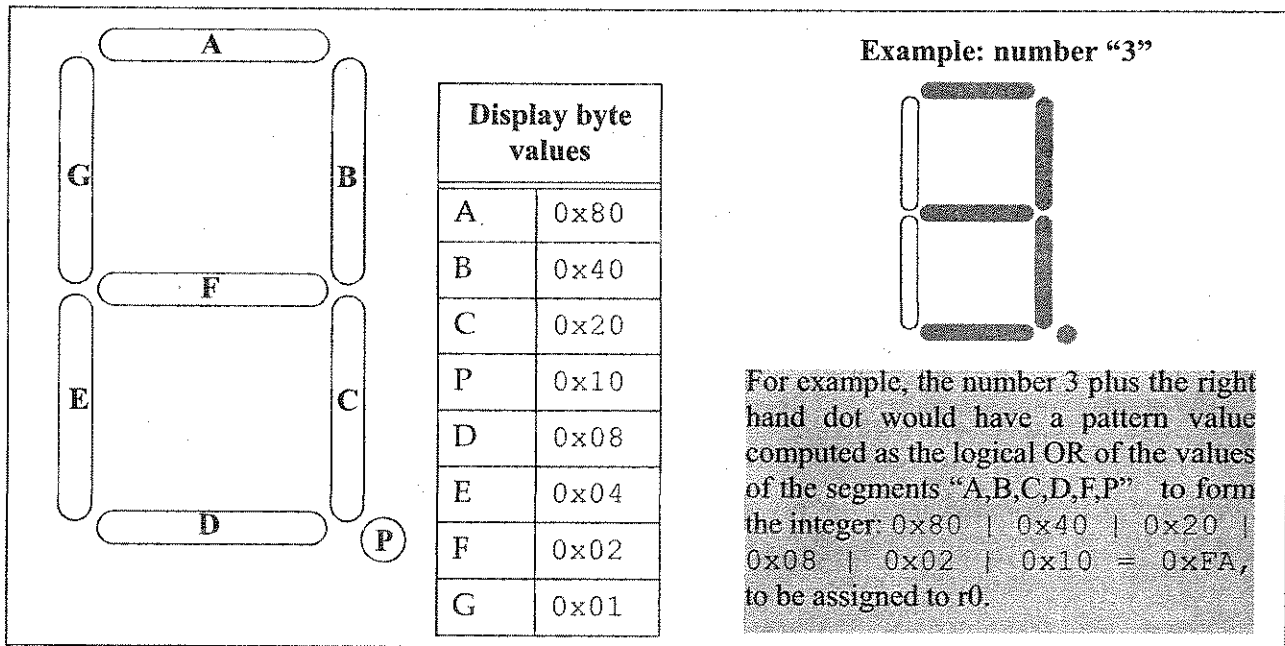 A
G
B
F
E
C
D
P
Display byte
values
A 0x80
B 0x40
C 0x20
P 0x10
D 0x08
E 0x04
F 0x02
G 0x01
Example: number “3”
For example, the number 3 plus the right
hand dot would have a pattern value
computed as the logical OR of the values
of the segments “A,B,C,D,F,P” to form
the integer: 0x80 | 0x40 | 0x20 |
0x08 | 0x02 | 0x10 = 0xFA,
to be assigned to r0.